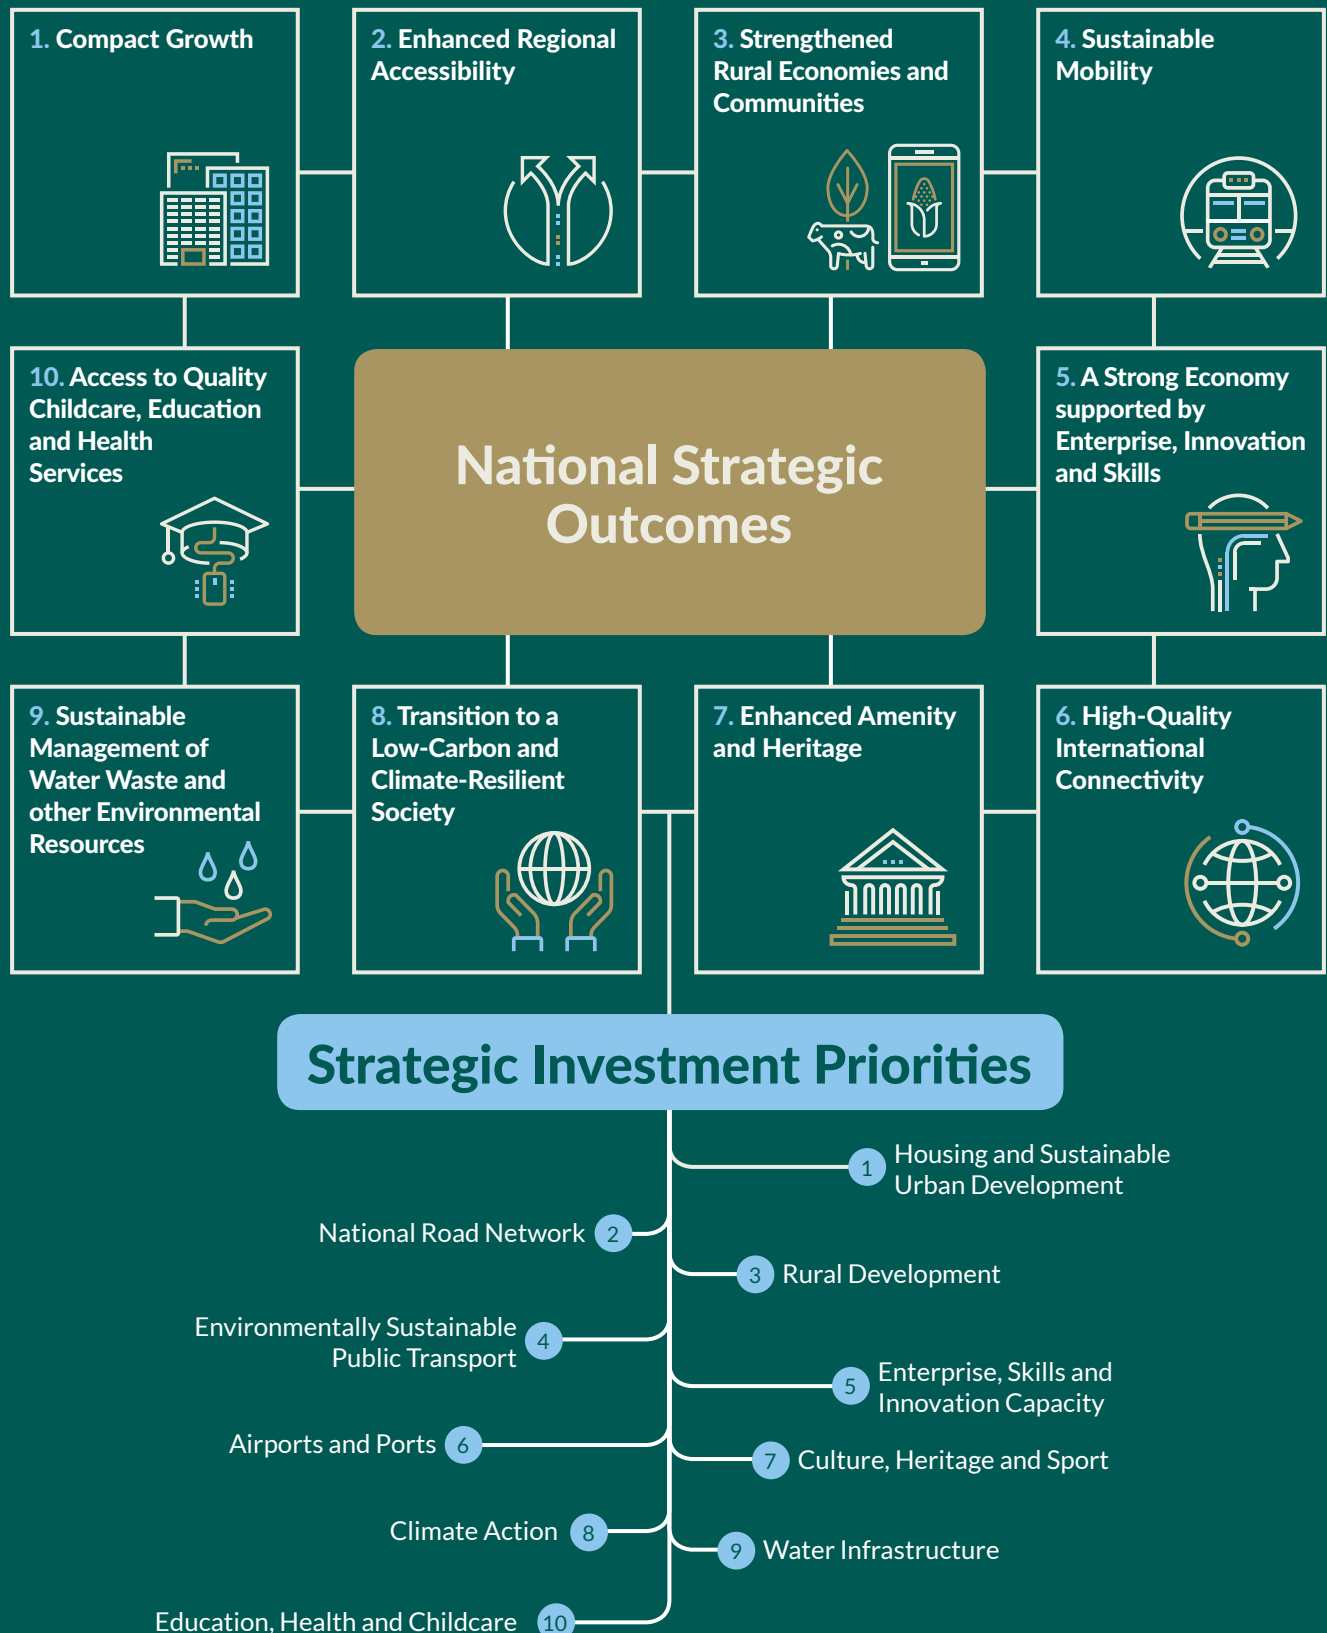 1. Compact Growth
2. Enhanced Regional
Accessibility
3. Strengthened
Rural Economies and
Communities
4. Sustainable
Mobility
10. Access to Quality
Childcare, Education
and Health
Services
National Strategic
Outcomes
5. A Strong Economy
supported by
Enterprise, Innovation
and Skills
9. Sustainable
Management of
Water Waste and
other Environmental
Resources
8. Transition to a
Low-Carbon and
Climate-Resilient
Society
7. Enhanced Amenity
and Heritage
6. High-Quality
International
Connectivity
Strategic Investment Priorities
1 Housing and Sustainable
Urban Development
National Road Network 2
3 Rural Development
Environmentally Sustainable
Public Transport 4
5 Enterprise, Skills and
Innovation Capacity
Airports and Ports 6
7 Culture, Heritage and Sport
Climate Action 8
9 Water Infrastructure
Education, Health and Childcare 10